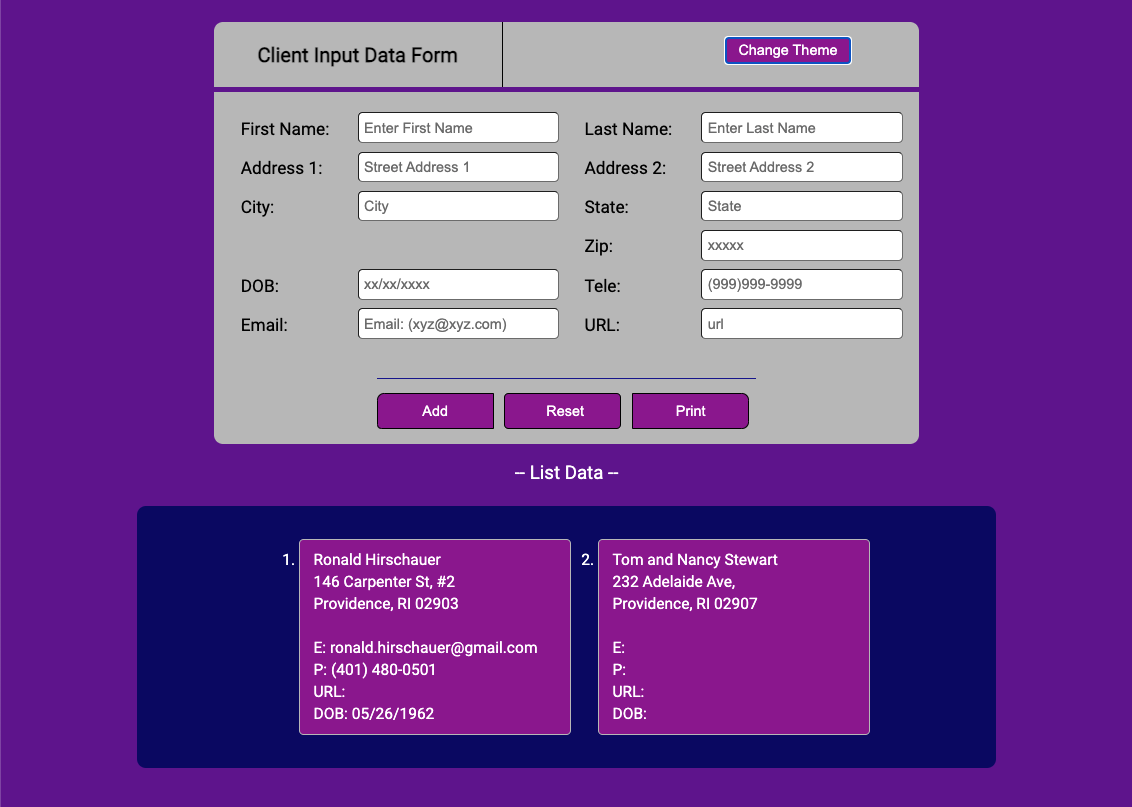 Client Input Data Form
Change Theme
First Name: Enter First Name Last Name: Enter Last Name
Address 1: Street Address 1 Address 2: Street Address 2
City: City State: State
Zip: xxxxx
DOB: xx/xx/xxxx Tele: (999)999-9999
Email: Email: (xyz@xyz.com) URL: url
Add Reset Print
-- List Data --
1. Ronald Hirschauer
146 Carpenter St, #2
Providence, RI 02903
E: ronald.hirschauer@gmail.com
P: (401) 480-0501
URL:
DOB: 05/26/1962
2. Tom and Nancy Stewart
232 Adelaide Ave,
Providence, RI 02907
E:
P:
URL:
DOB: